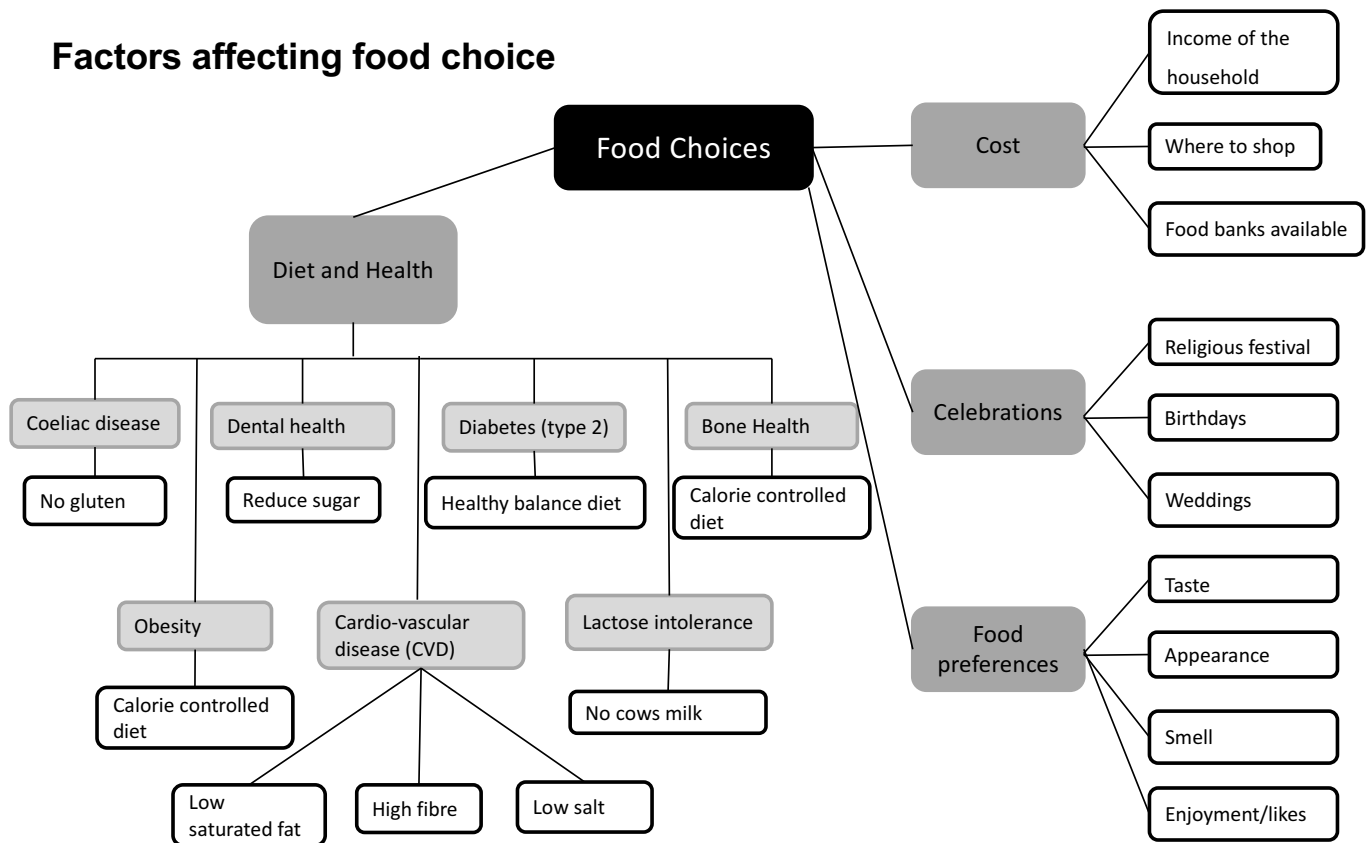 Factors affecting food choice
Food Choices
Diet and Health
Coeliac disease
No gluten
Obesity
Calorie controlled
diet
Dental health
Reduce sugar
Cardio-vascular
disease (CVD)
Low
saturated fat
High fibre
Low salt
Diabetes (type 2)
Healthy balance diet
Lactose intolerance
No cows milk
Bone Health
Calorie controlled
diet
Cost
Income of the
household
Where to shop
Food banks available
Celebrations
Religious festival
Birthdays
Weddings
Food
preferences
Taste
Appearance
Smell
Enjoyment/likes